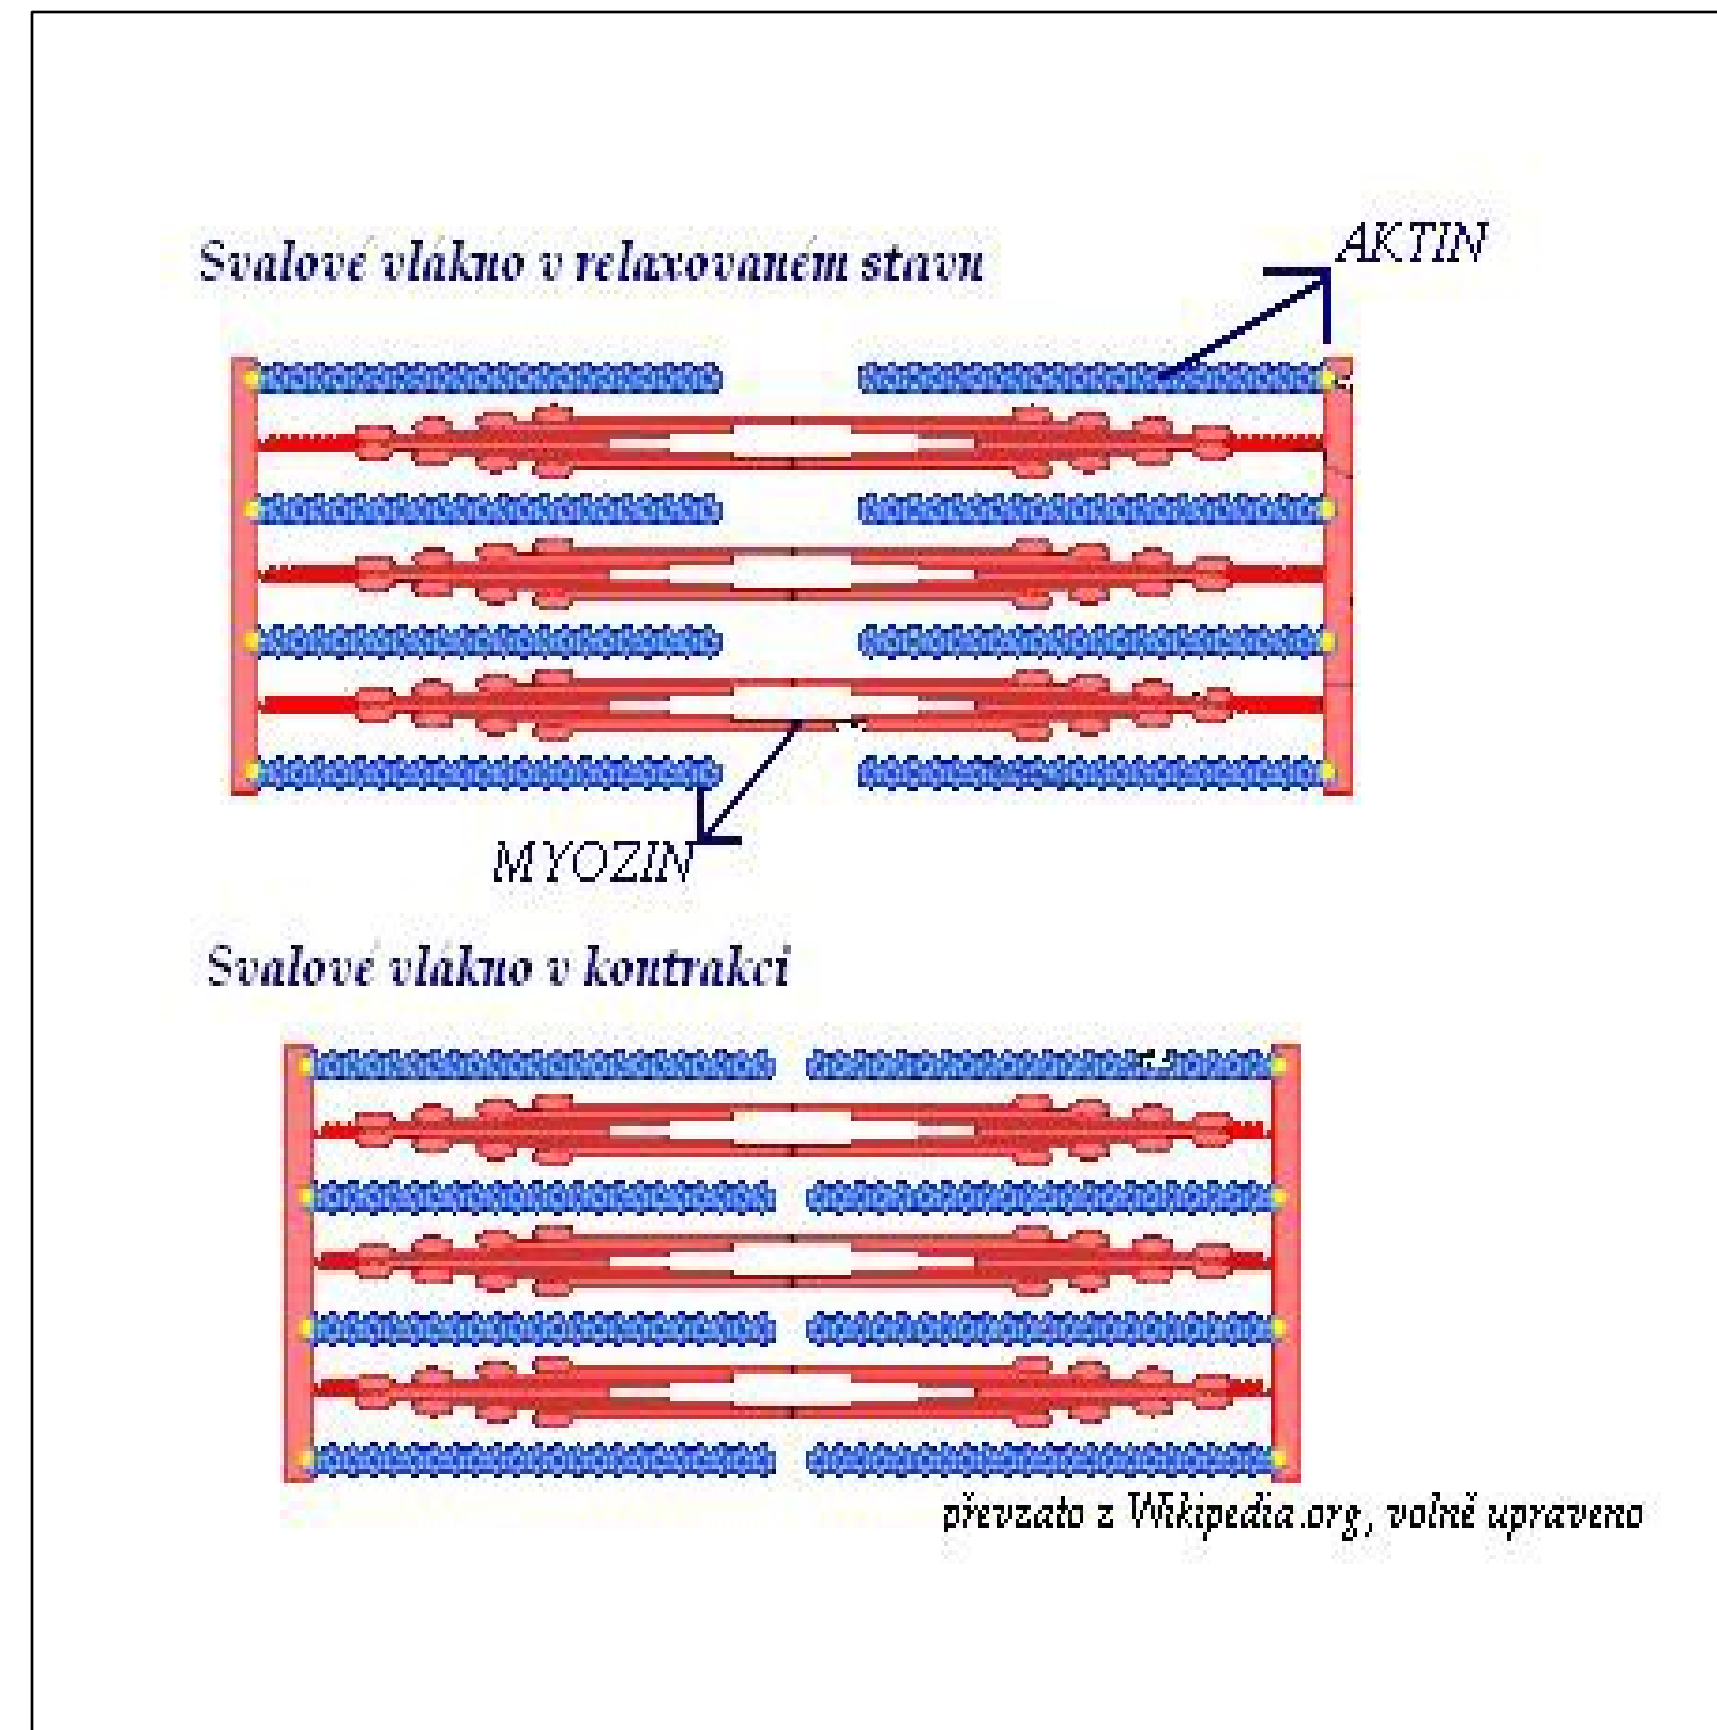 Svalové vlákno v relaxovaném stavu
AKTIN
MYOZIN
Svalové vlákno v kontrakci
převzato z Wikipedia.org, volně upraveno